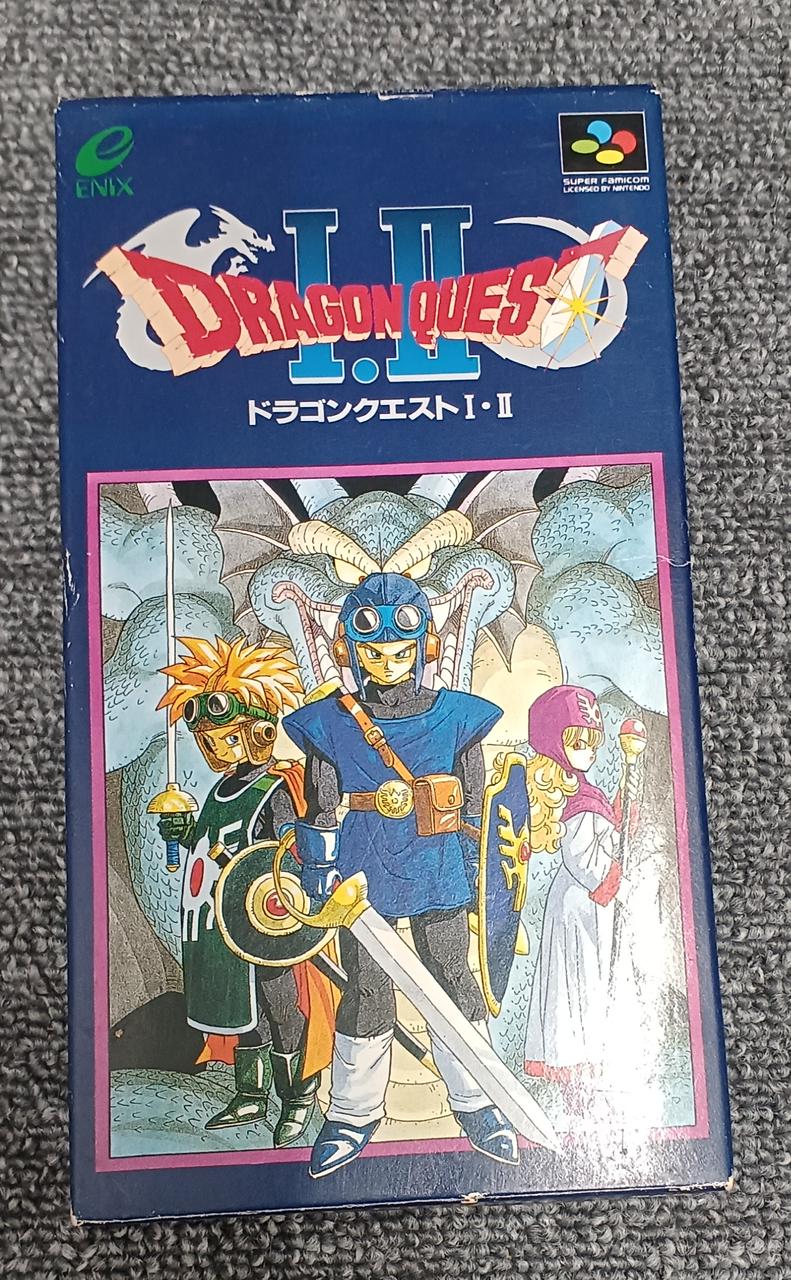 ENIX
SUPER FAMICOM
LICENSED BY NINTENDO
I・II
DRAGON QUEST
ドラゴンクエストI・II